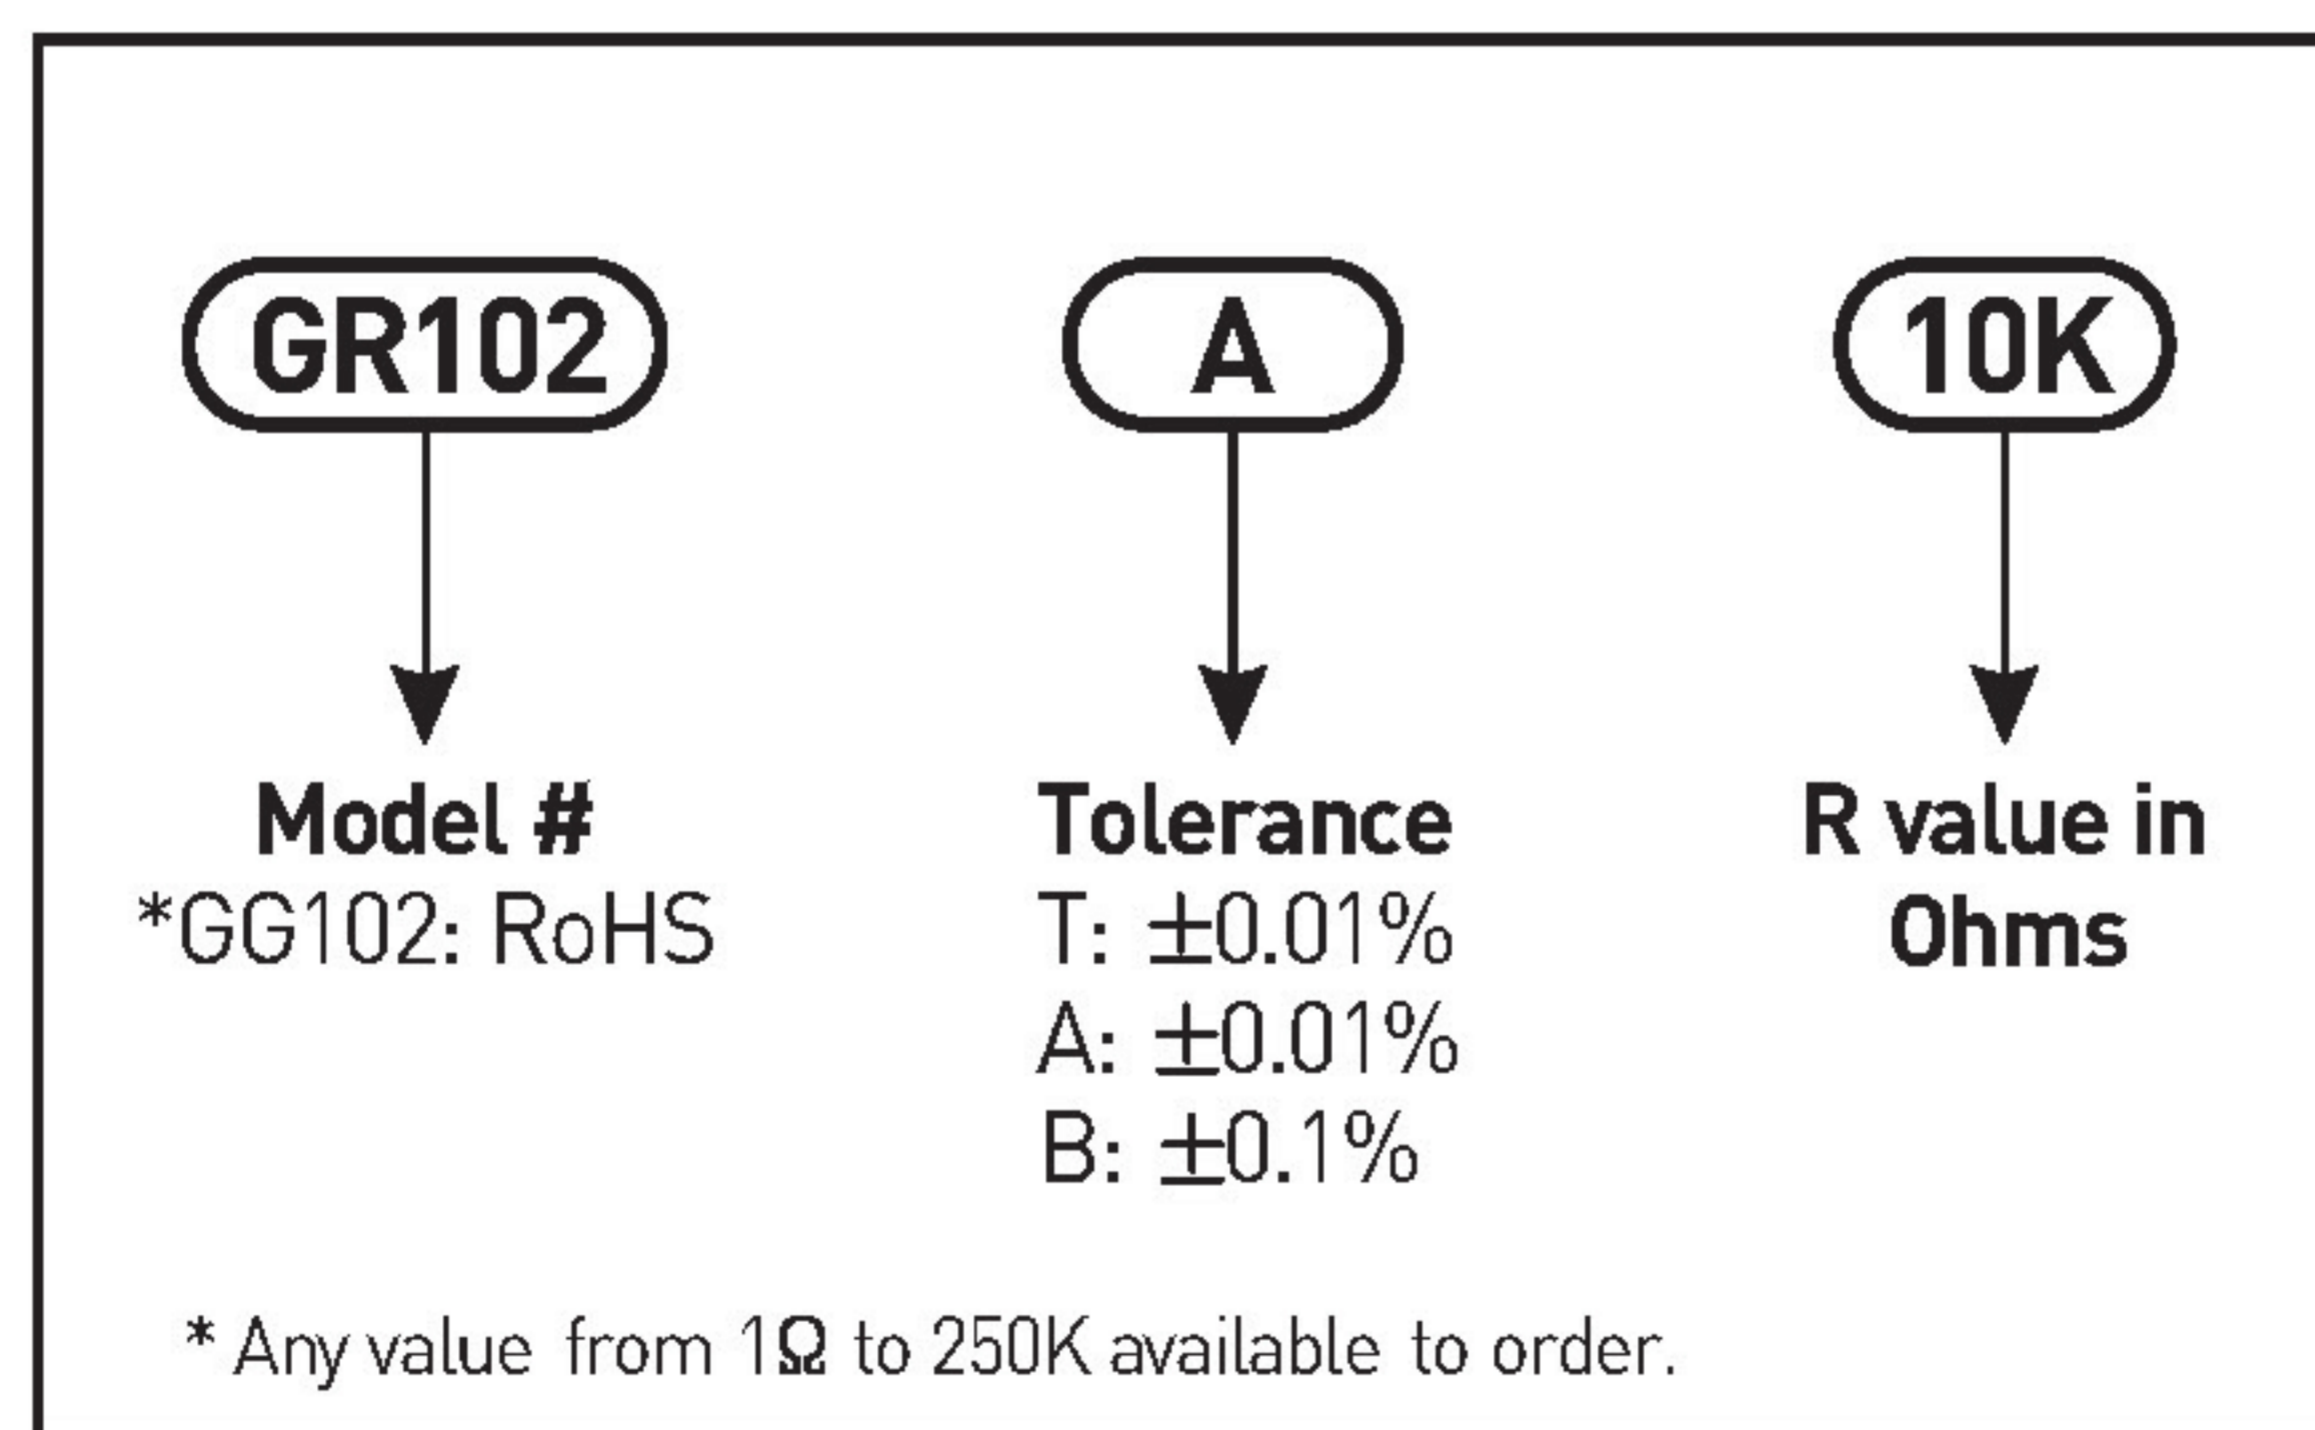 GR102 A 10K
Model # Tolerance R value in
*GG102: RoHS T: ±0.01% Ohms
A: ±0.01%
B: ±0.1%
* Any value from 1Ω to 250K available to order.